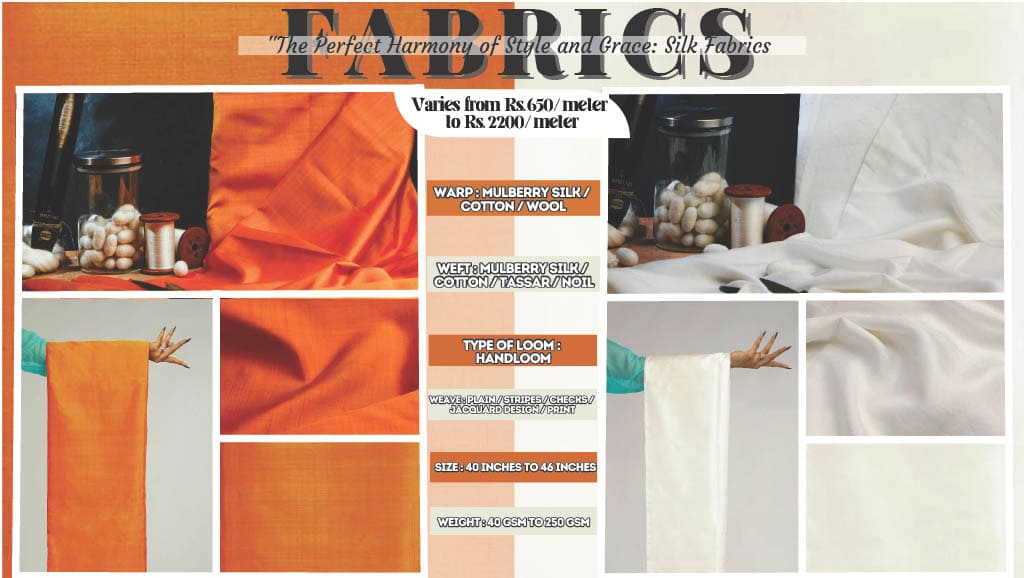 FABRICS
"The Perfect Harmony of Style and Grace: Silk Fabrics
Varies from Rs.650/meter
to Rs.2200/meter
WARP : MULBERRY SILK /
COTTON / WOOL
WEFT : MULBERRY SILK /
COTTON / TASSAR / NOIL
TYPE OF LOOM :
HANDLOOM
WEAVE : PLAIN / STRIPES / CHECKS /
JACQUARD DESIGN / PRINT
SIZE : 40 INCHES TO 46 INCHES
WEIGHT : 40 GSM TO 250 GSM